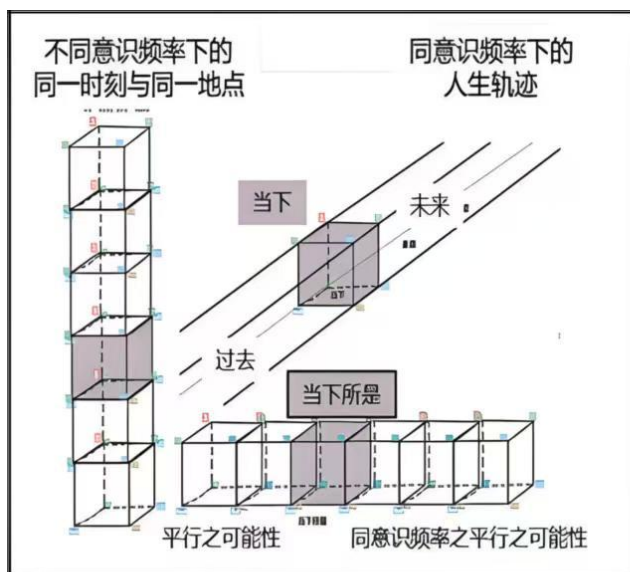 不同意识频率下的
同一时刻与同一地点
同意识频率下的
人生轨迹
当下
未来
过去
当下所是
平行之可能性
同意识频率之平行之可能性